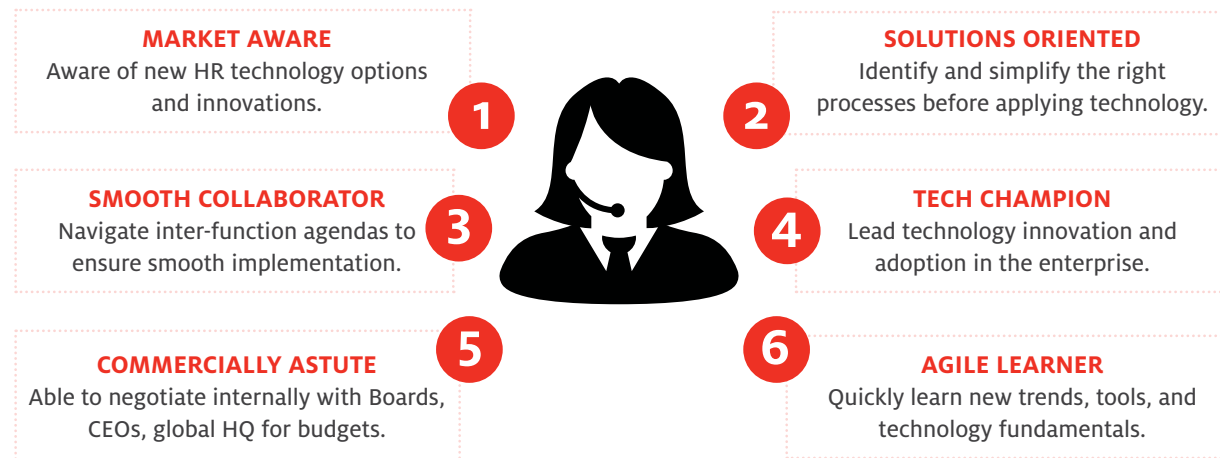 MARKET AWARE
Aware of new HR technology options
and innovations.
1
SOLUTIONS ORIENTED
Identify and simplify the right
processes before applying technology.
2
SMOOTH COLLABORATOR
Navigate inter-function agendas to
ensure smooth implementation.
3
TECH CHAMPION
Lead technology innovation and
adoption in the enterprise.
4
COMMERCIALLY ASTUTE
Able to negotiate internally with Boards,
CEOs, global HQ for budgets.
5
AGILE LEARNER
Quickly learn new trends, tools, and
technology fundamentals.
6